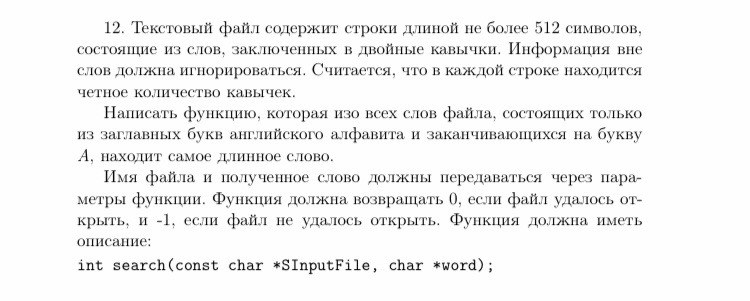 12. Текстовый файл содержит строки длиной не более 512 символов,
состоящие из слов, заключенных в двойные кавычки. Информация вне
слов должна игнорироваться. Считается, что в каждой строке находится
четное количество кавычек.
Написать функцию, которая изо всех слов файла, состоящих только
из заглавных букв английского алфавита и заканчивающихся на букву
A, находит самое длинное слово.
Имя файла и полученное слово должны передаваться через пара-
метры функции. Функция должна возвращать 0, если файл удалось от-
крыть, и -1, если файл не удалось открыть. Функция должна иметь
описание:
int search(const char *SInputFile, char *word);